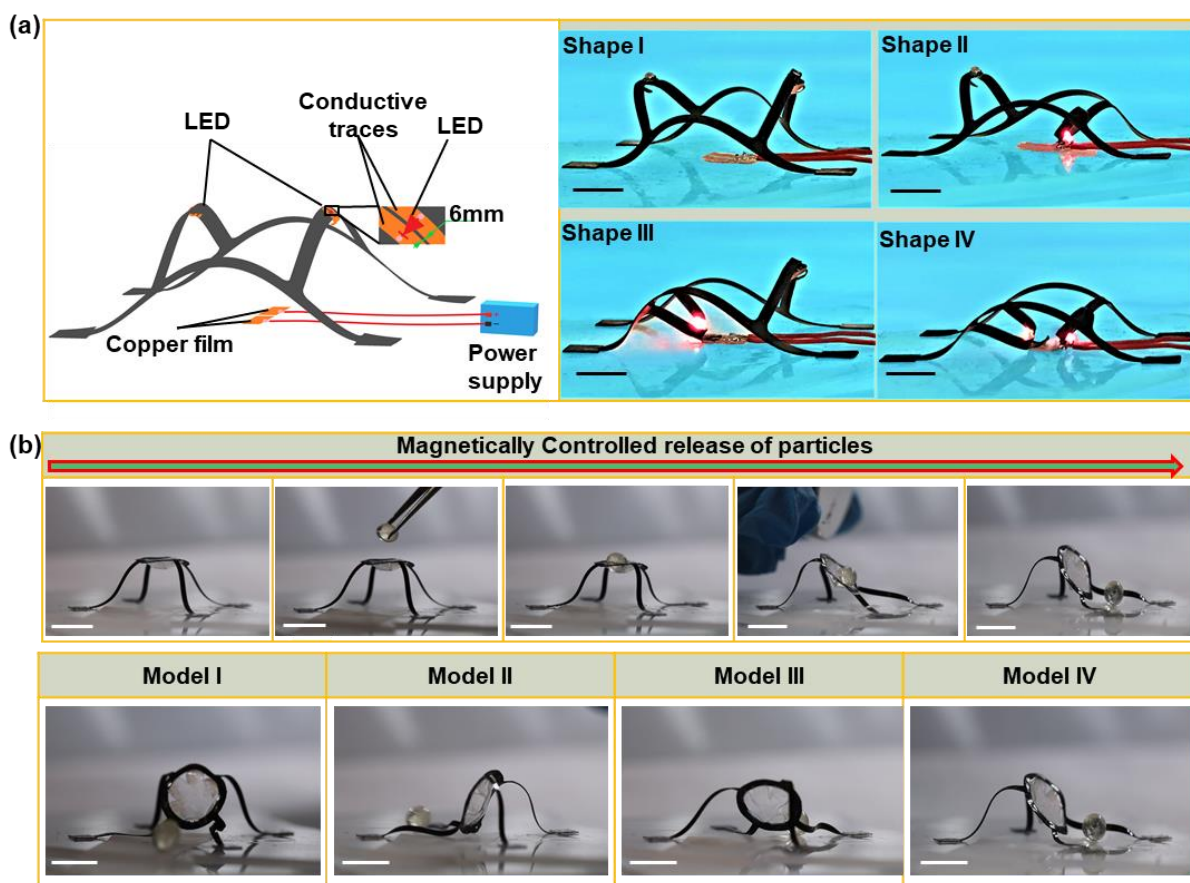 (a)
LED
Conductive
traces
LED
6mm
Copper film
Power
supply
Shape I
Shape II
Shape III
Shape IV
(b)
Magnetically Controlled release of particles
Model I
Model II
Model III
Model IV